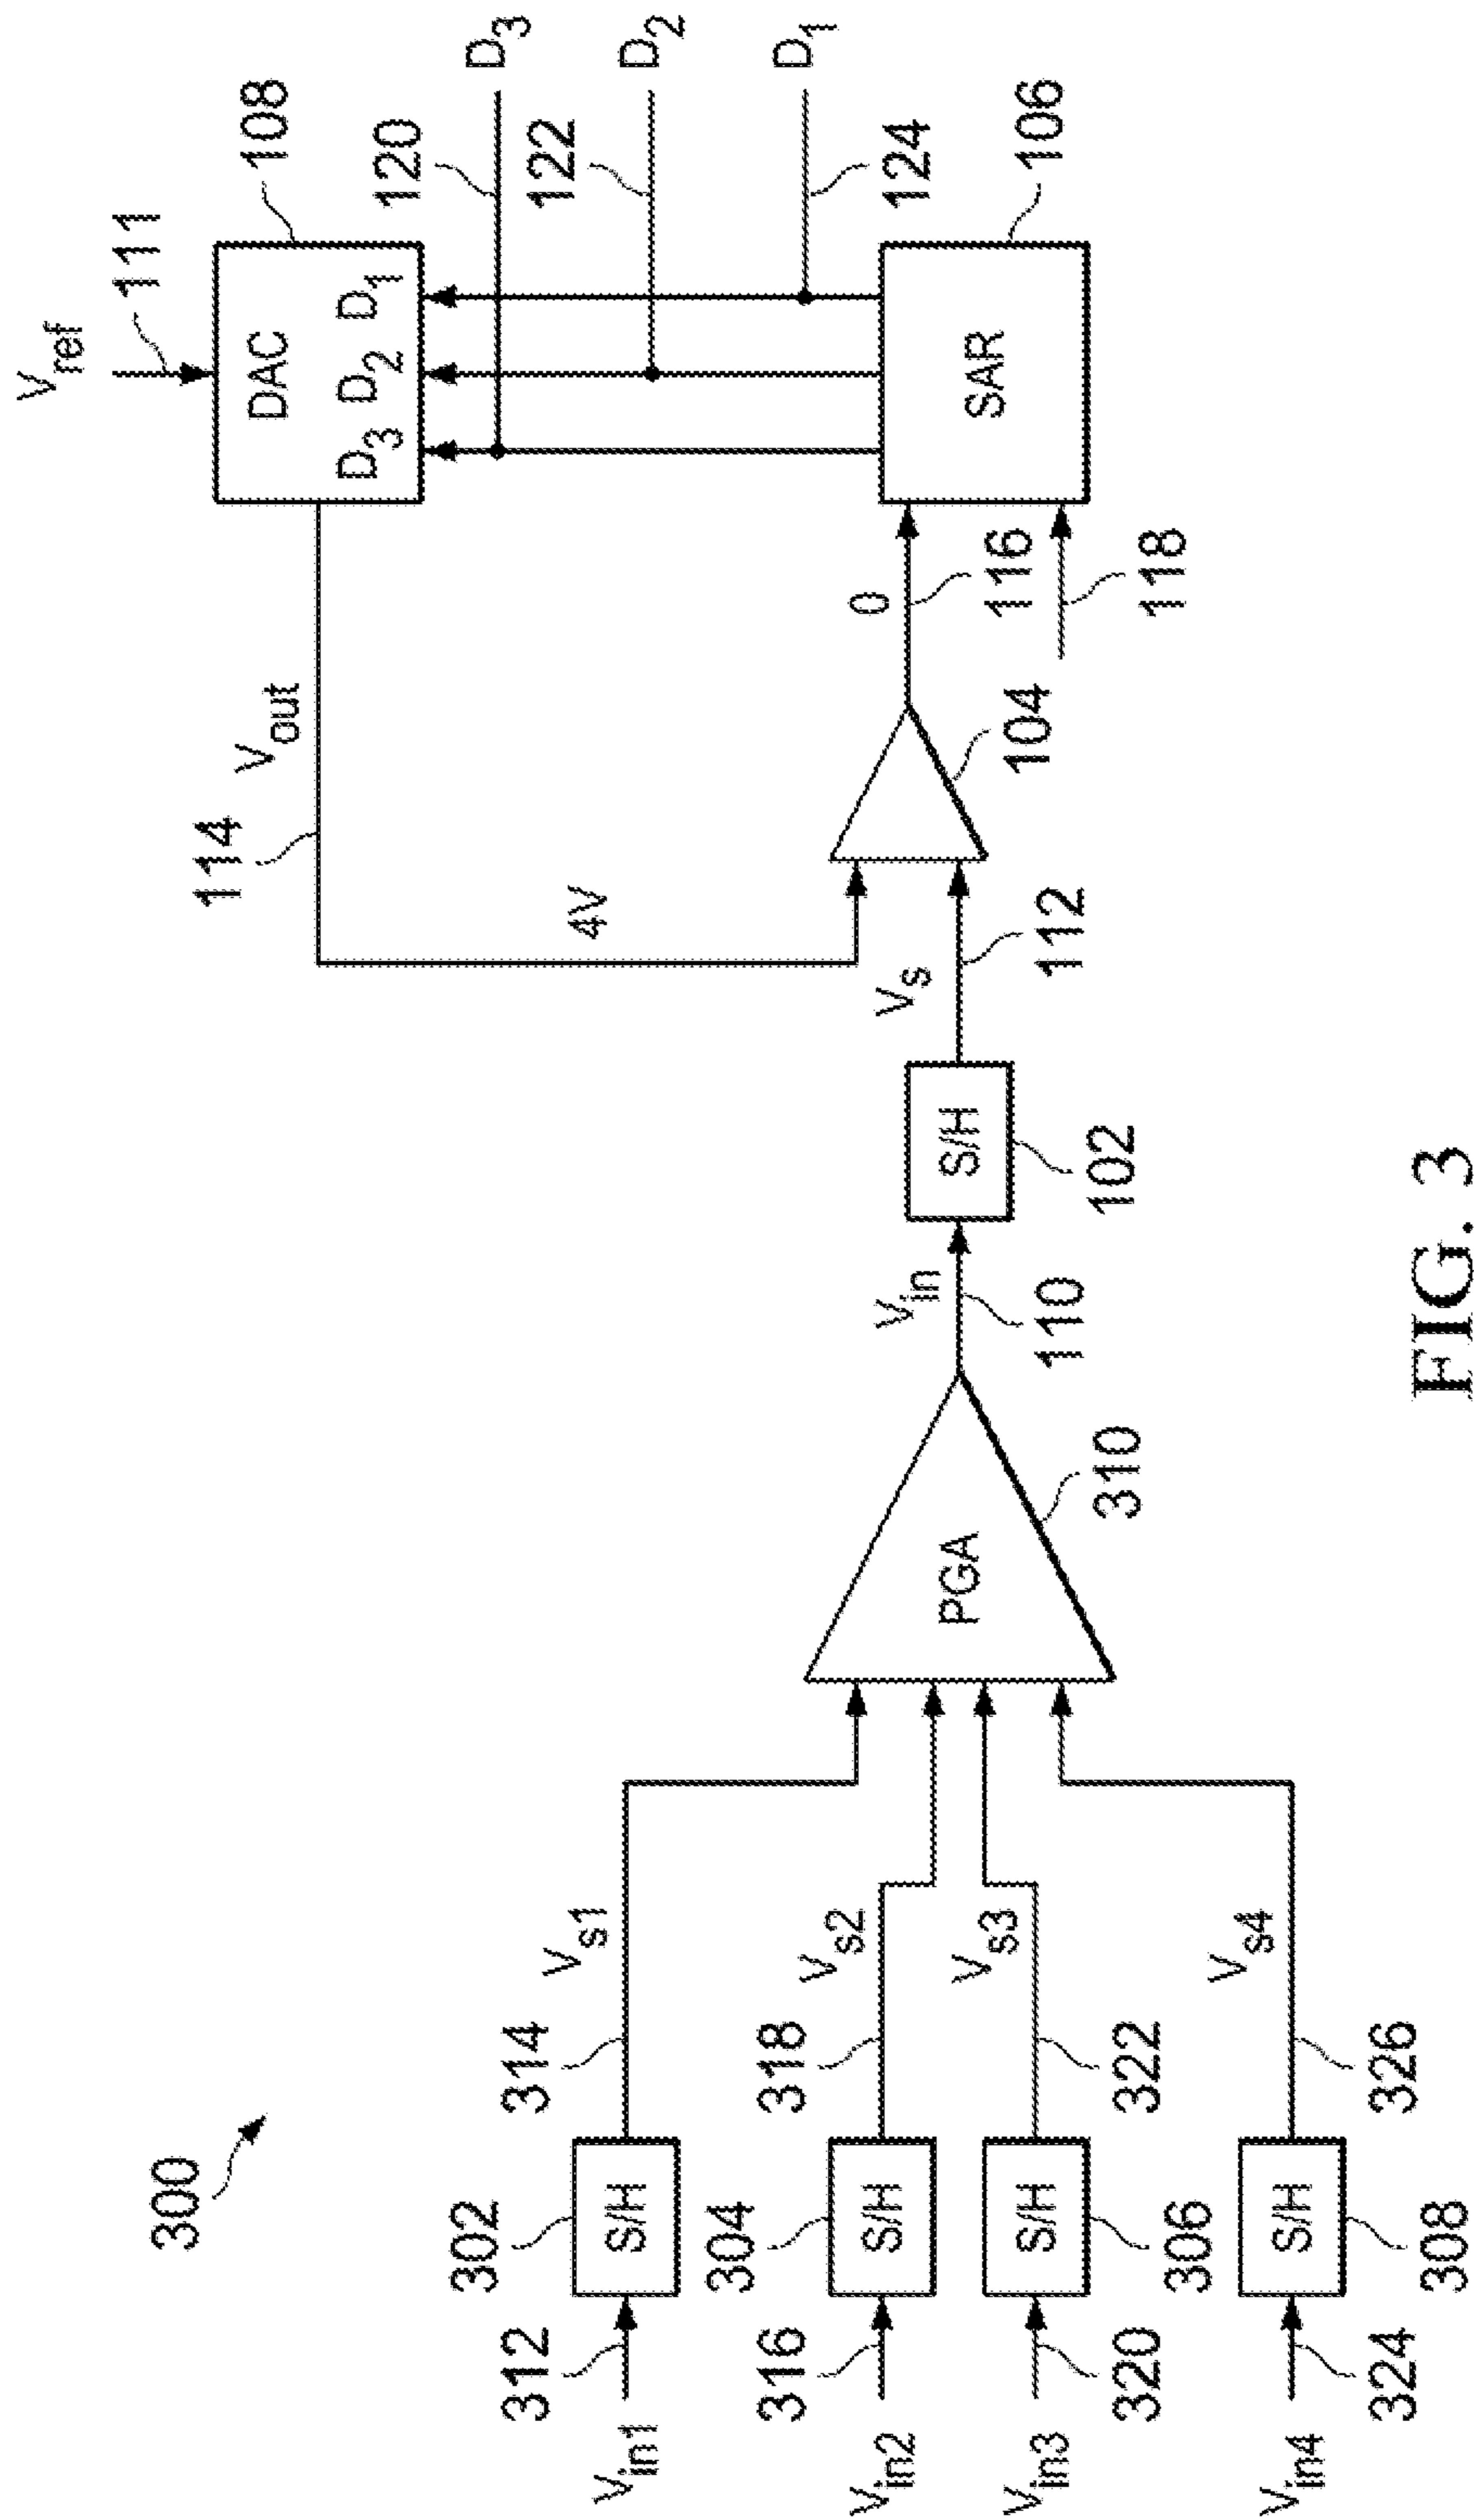 300
V_in1
312
302
S/H
314
V_s1
V_in2
316
304
S/H
318
V_s2
V_in3
320
306
S/H
322
V_s3
V_in4
324
308
S/H
326
V_s4
PGA
310
V_in
110
S/H
102
V_s
112
4V
114
V_out
104
0
116
118
SAR
106
V_ref
111
DAC
108
D_3 D_2 D_1
120
D_3
122
D_2
124
D_1
FIG. 3